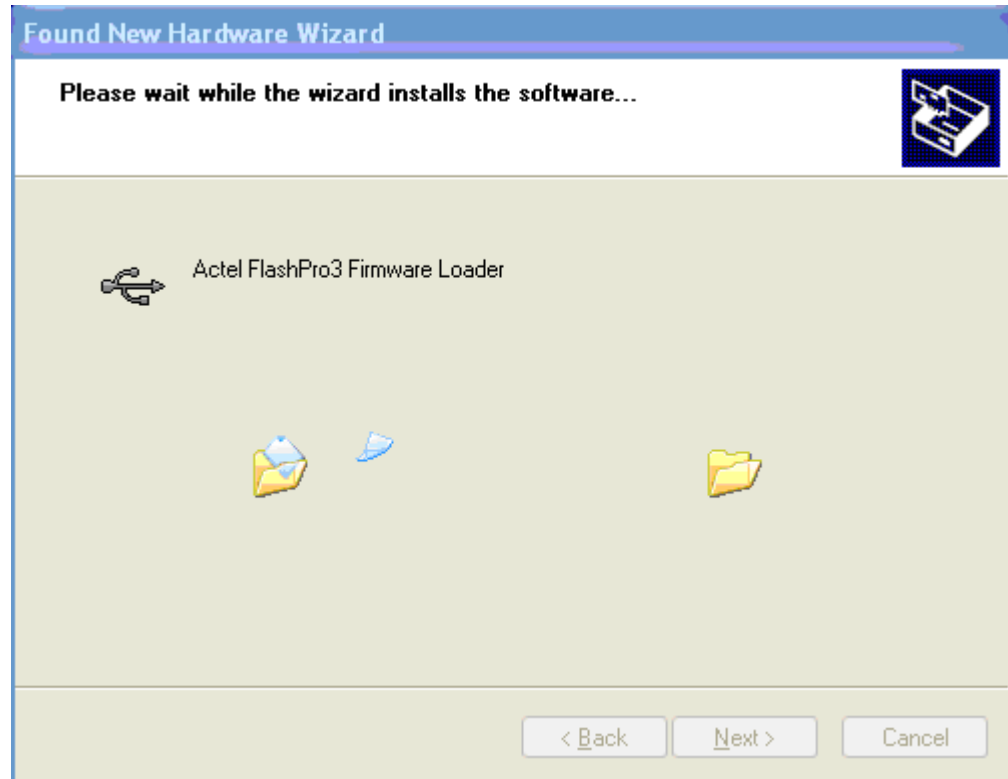 Found New Hardware Wizard
Please wait while the wizard installs the software...
Actel FlashPro3 Firmware Loader
< Back
Next >
Cancel